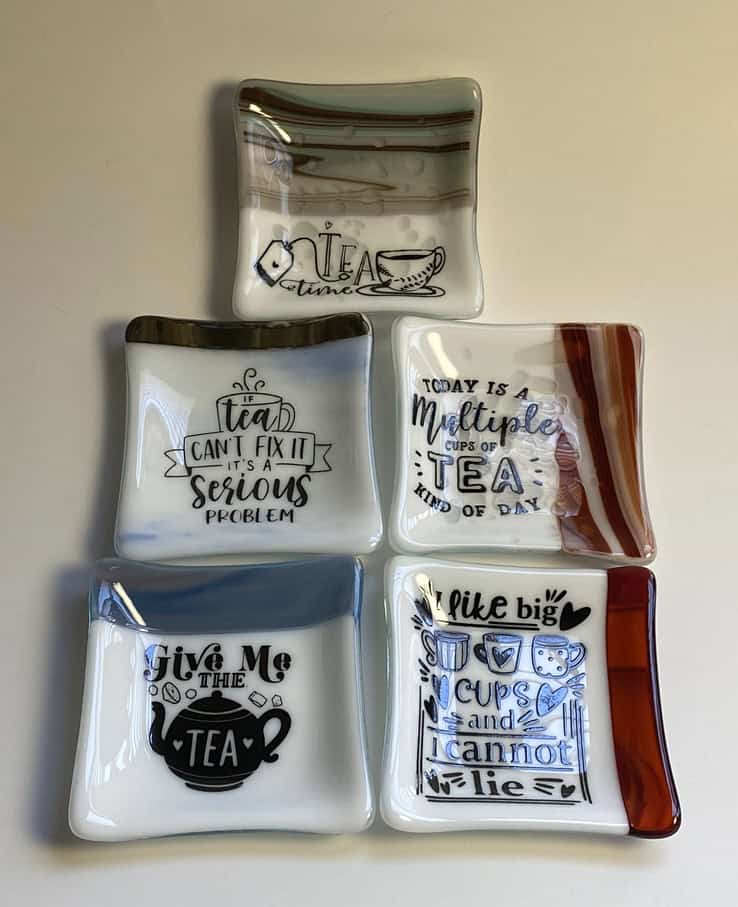 TEA
time
IF
tea
CAN'T FIX IT
IT'S A
Serious
PROBLEM
TODAY IS A
Multiple
CUPS OF
TEA
KIND OF DAY
Give Me
THE
TEA
I like big
CUPS
and
I cannot
lie